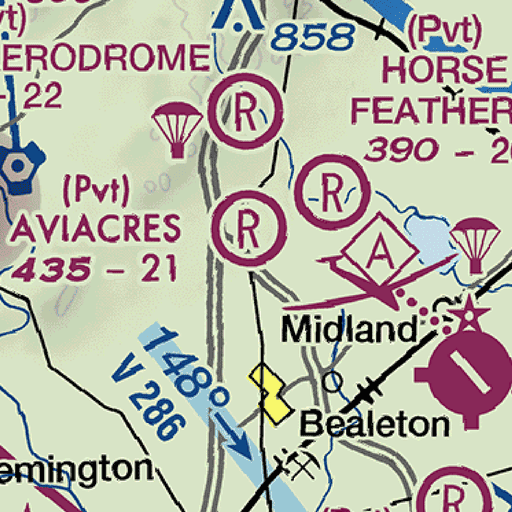 858
(Pvt)
ERODROME
HORSE
- 22
FEATHER
R
390 - 2
R
(Pvt)
AVIACRES
R
435 - 21
A
Midland
148°
V 286
Bealeton
emington
R